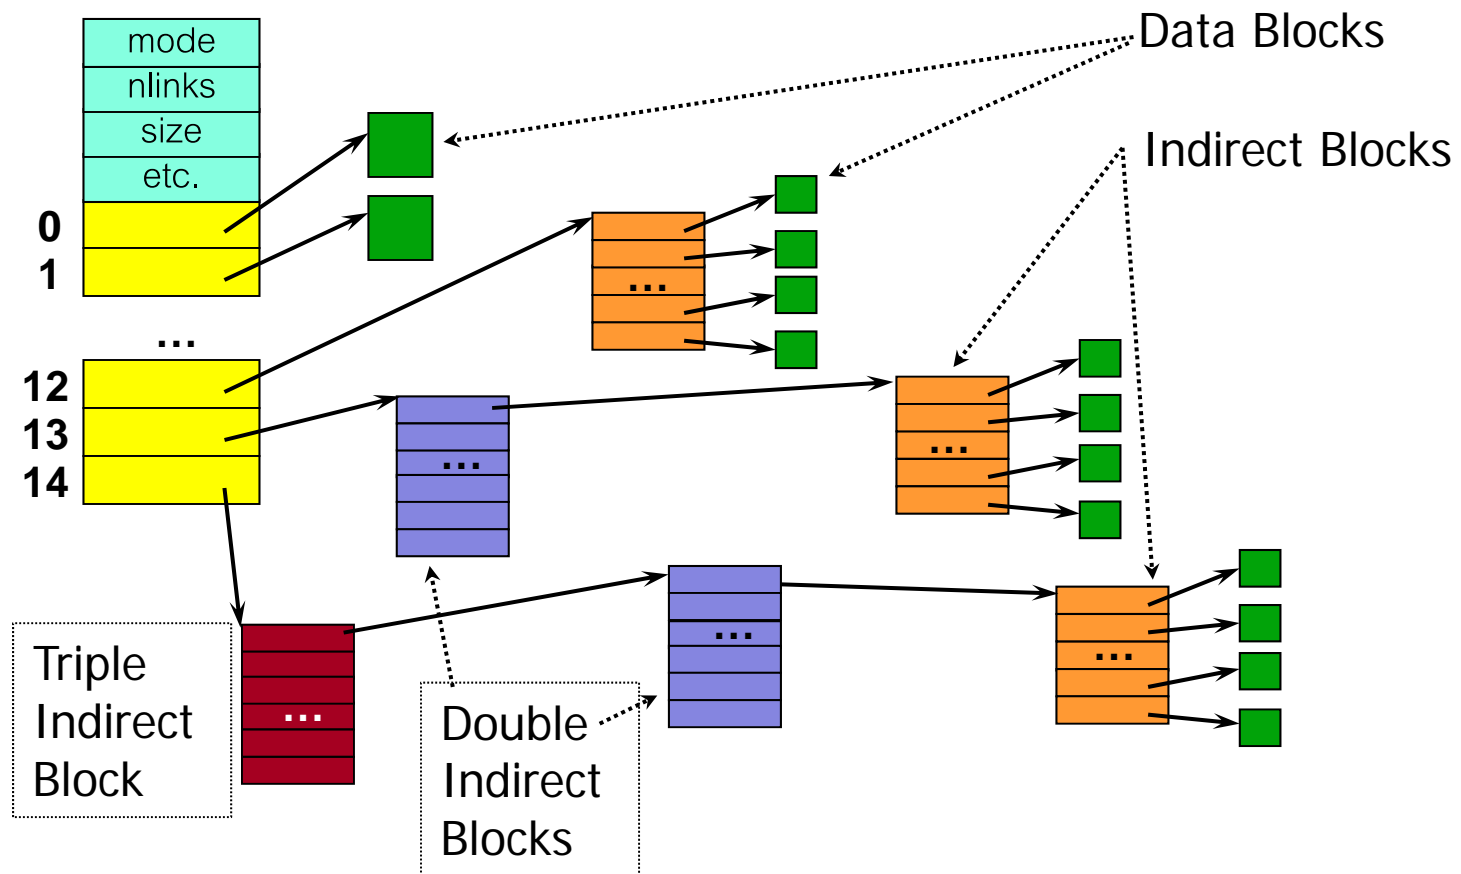 mode
nlinks
size
etc.
0
1
...
12
13
14
Data Blocks
Indirect Blocks
...
...
...
...
...
...
Triple
Indirect
Block
Double
Indirect
Blocks